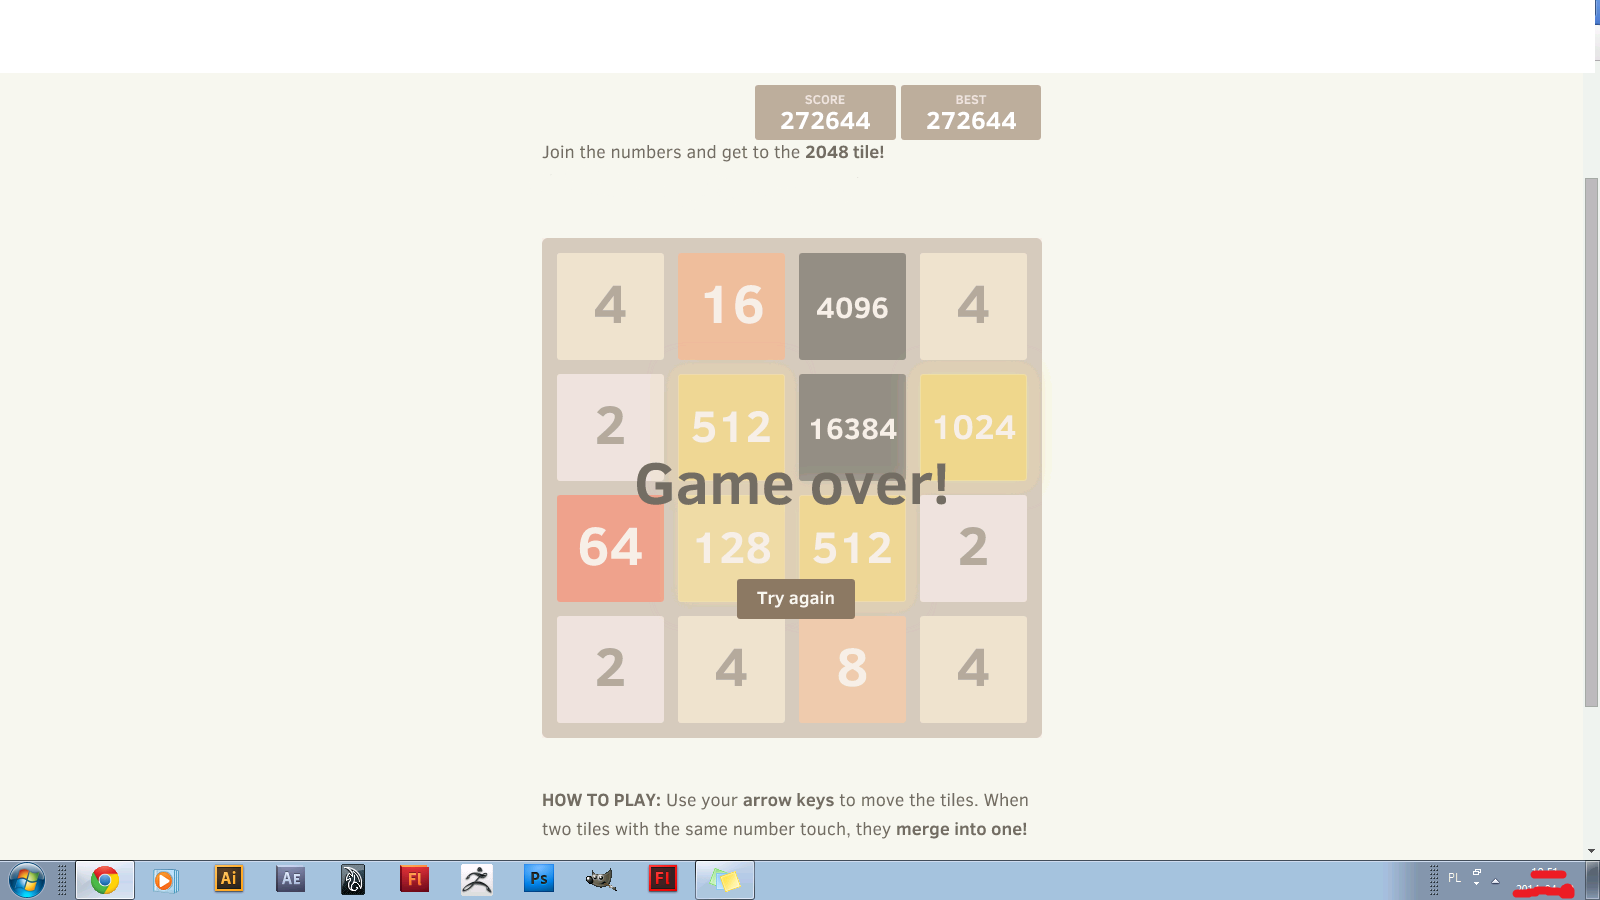 SCORE BEST
272644 272644
Join the numbers and get to the 2048 tile!
4 16 4096 4
2 512 16384 1024
Game over!
64 128 512 2
Try again
2 4 8 4
HOW TO PLAY: Use your arrow keys to move the tiles. When
two tiles with the same number touch, they merge into one!
Ai AE Fl Ps Fl PL